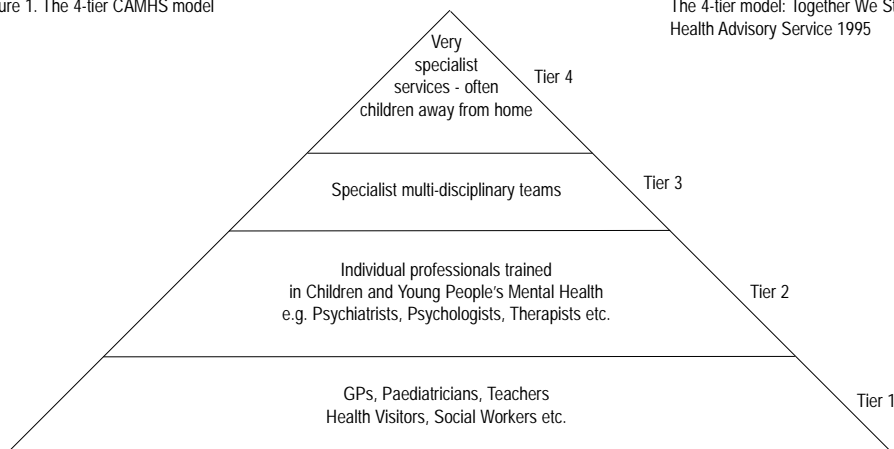 ure 1. The 4-tier CAMHS model
The 4-tier model: Together We St
Health Advisory Service 1995
Very
specialist
services - often
children away from home
Tier 4
Specialist multi-disciplinary teams
Tier 3
Individual professionals trained
in Children and Young People's Mental Health
e.g. Psychiatrists, Psychologists, Therapists etc.
Tier 2
GPs, Paediatricians, Teachers
Health Visitors, Social Workers etc.
Tier 1